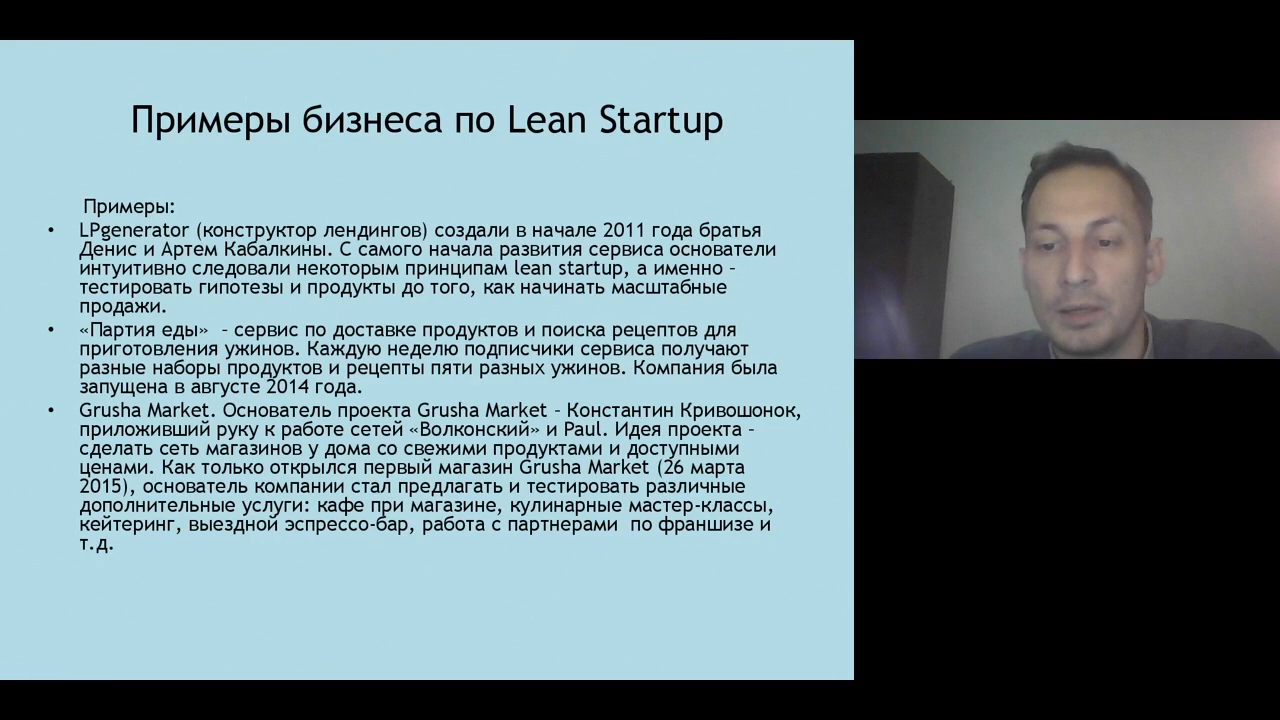 Примеры бизнеса по Lean Startup
Примеры:
• LPgenerator (конструктор лендингов) создали в начале 2011 года братья
Денис и Артем Кабалкины. С самого начала развития сервиса основатели
интуитивно следовали некоторым принципам lean startup, а именно –
тестировать гипотезы и продукты до того, как начинать масштабные
продажи.
• «Партия еды»  – сервис по доставке продуктов и поиска рецептов для
приготовления ужинов. Каждую неделю подписчики сервиса получают
разные наборы продуктов и рецепты пяти разных ужинов. Компания была
запущена в августе 2014 года.
• Grusha Market. Основатель проекта Grusha Market – Константин Кривошонок,
приложивший руку к работе сетей «Волконский» и Paul. Идея проекта –
сделать сеть магазинов у дома со свежими продуктами и доступными
ценами. Как только открылся первый магазин Grusha Market (26 марта
2015), основатель компании стал предлагать и тестировать различные
дополнительные услуги: кафе при магазине, кулинарные мастер-классы,
кейтеринг, выездной эспрессо-бар, работа с партнерами  по франшизе и
т.д.